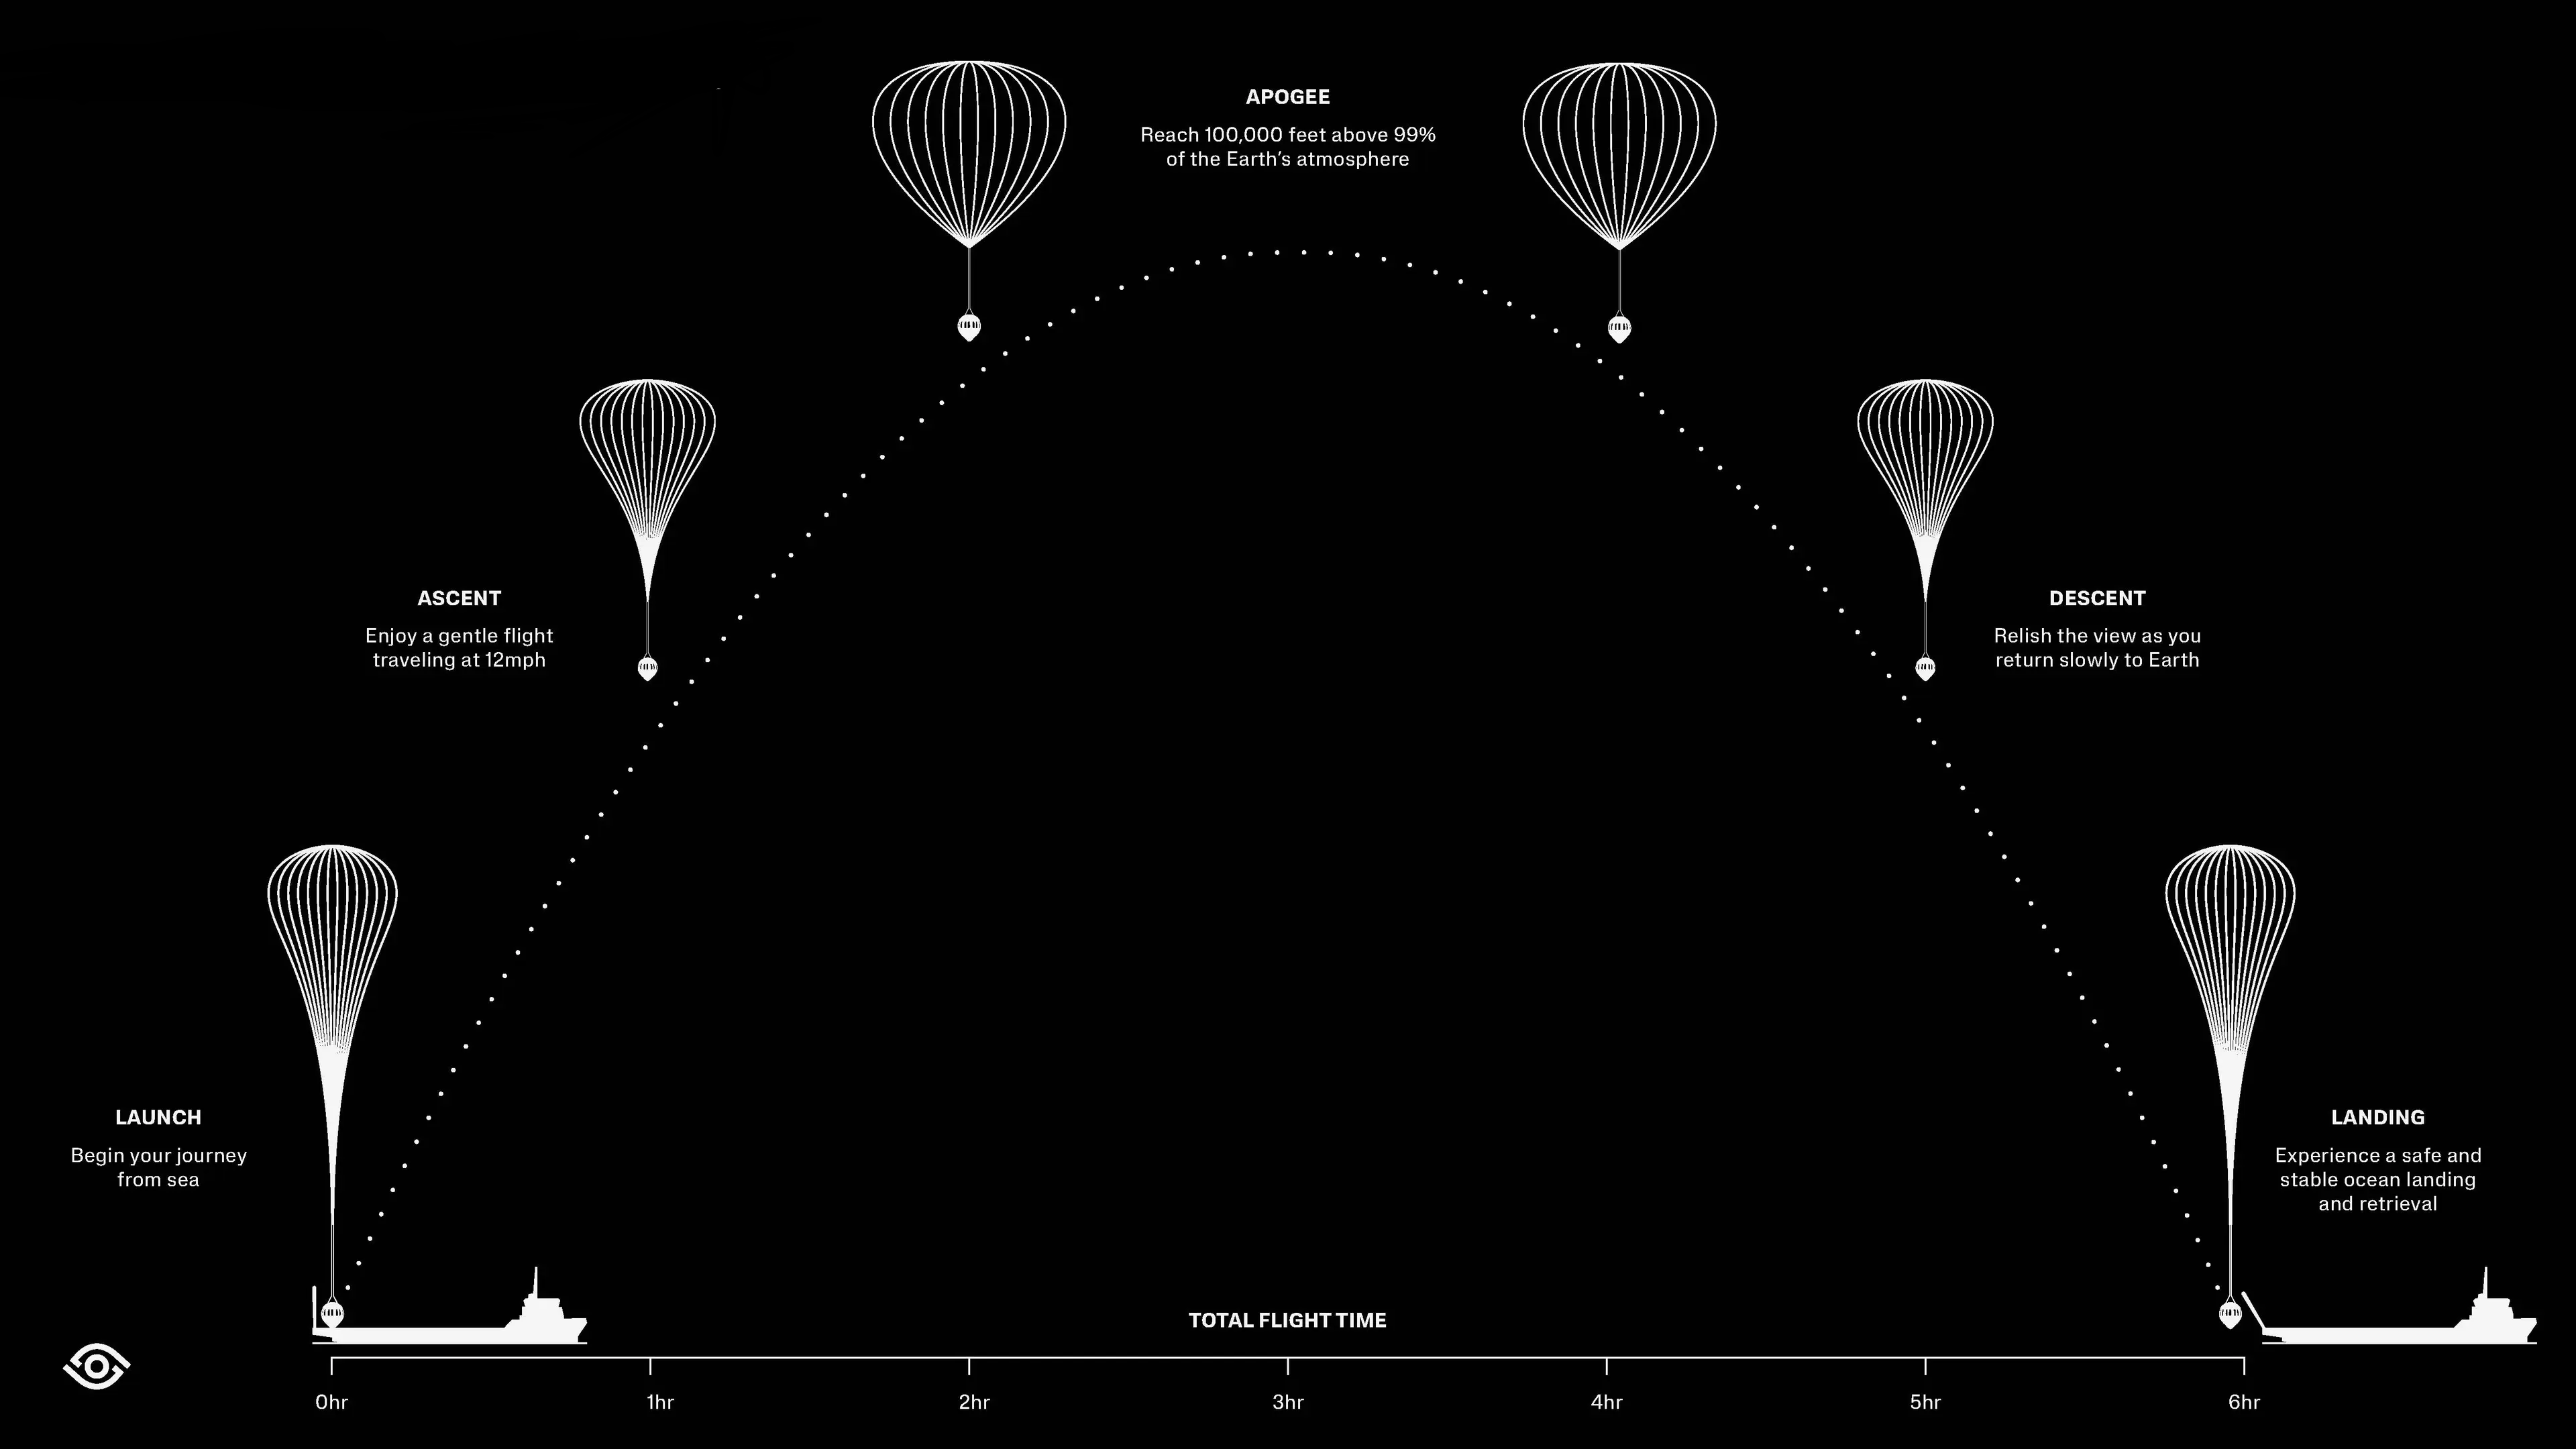 APOGEE
Reach 100,000 feet above 99%
of the Earth's atmosphere
ASCENT
Enjoy a gentle flight
traveling at 12mph
DESCENT
Relish the view as you
return slowly to Earth
LAUNCH
Begin your journey
from sea
LANDING
Experience a safe and
stable ocean landing
and retrieval
TOTAL FLIGHT TIME
0hr 1hr 2hr 3hr 4hr 5hr 6hr